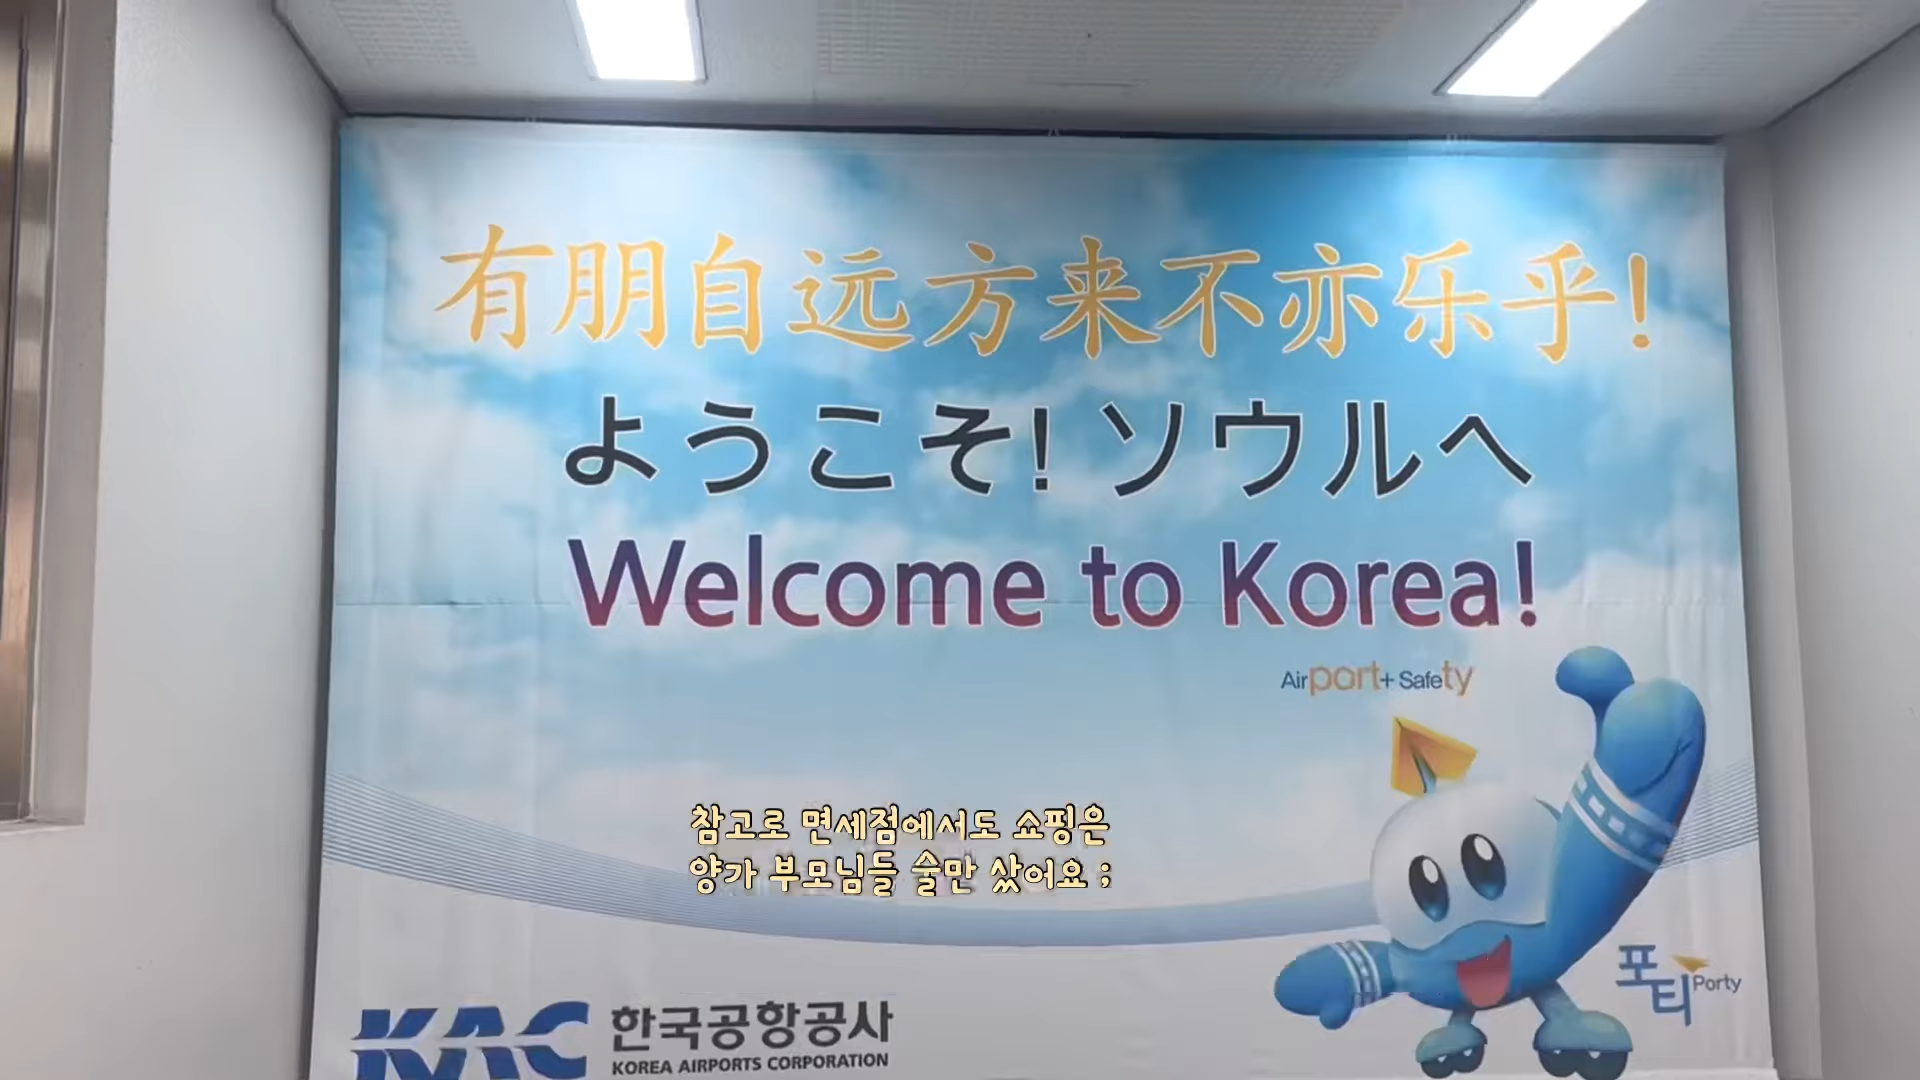 有朋自远方来不亦乐乎!
ようこそ! ソウルへ
Welcome to Korea!
Airport+Safety
참고로 면세점에서도 쇼핑은
양가 부모님들 술만 샀어요 ;
포티 Porty
KAC 한국공항공사
KOREA AIRPORTS CORPORATION